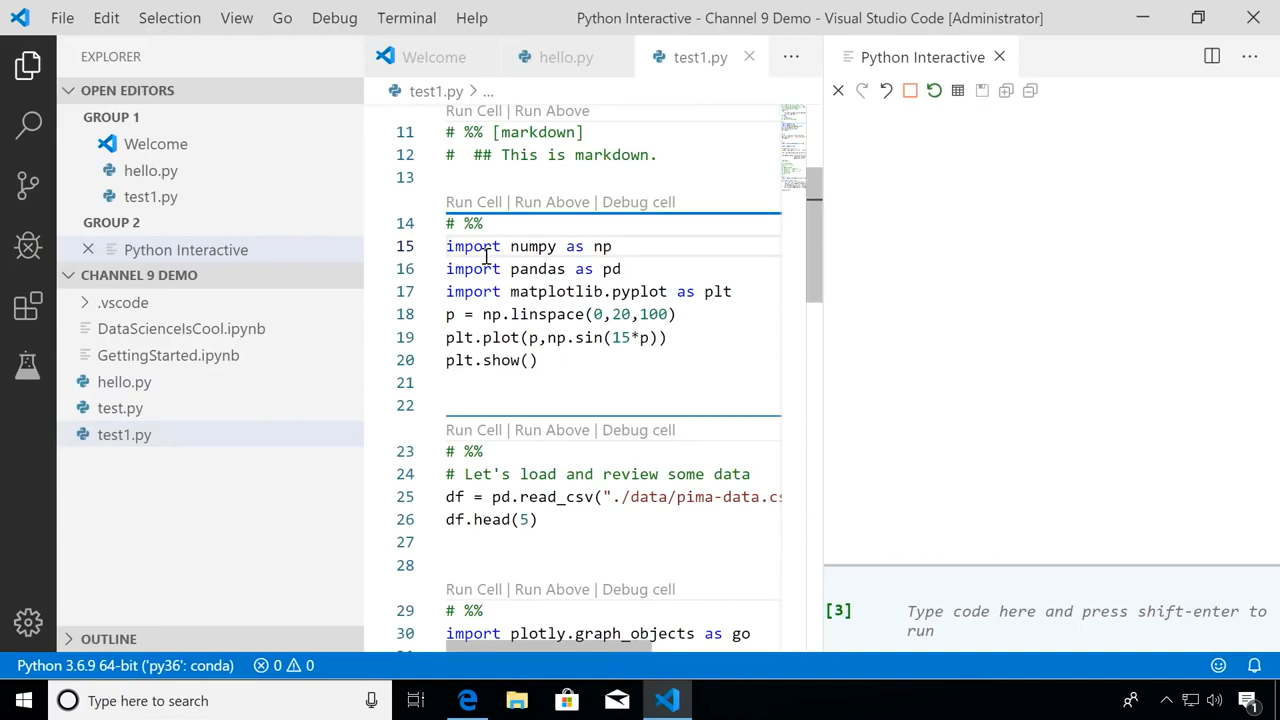 File Edit Selection View Go Debug Terminal Help
Python Interactive - Channel 9 Demo - Visual Studio Code [Administrator]
EXPLORER
OPEN EDITORS
GROUP 1
Welcome
hello.py
test1.py
GROUP 2
Python Interactive
CHANNEL 9 DEMO
.vscode
DataScienceIsCool.ipynb
GettingStarted.ipynb
hello.py
test.py
test1.py
OUTLINE
Welcome hello.py test1.py ...
test1.py > ...
Run Cell | Run Above
11 # %% [markdown]
12 #  ## This is markdown.
13
Run Cell | Run Above | Debug cell
14 # %%
15 import numpy as np
16 import pandas as pd
17 import matplotlib.pyplot as plt
18 p = np.linspace(0,20,100)
19 plt.plot(p,np.sin(15*p))
20 plt.show()
21
22
Run Cell | Run Above | Debug cell
23 # %%
24 # Let's load and review some data
25 df = pd.read_csv("./data/pima-data.cs
26 df.head(5)
27
28
Run Cell | Run Above | Debug cell
29 # %%
30 import plotly.graph_objects as go
Python Interactive
[3] Type code here and press shift-enter to
run
Python 3.6.9 64-bit ('py36': conda) 0 0
Type here to search
1